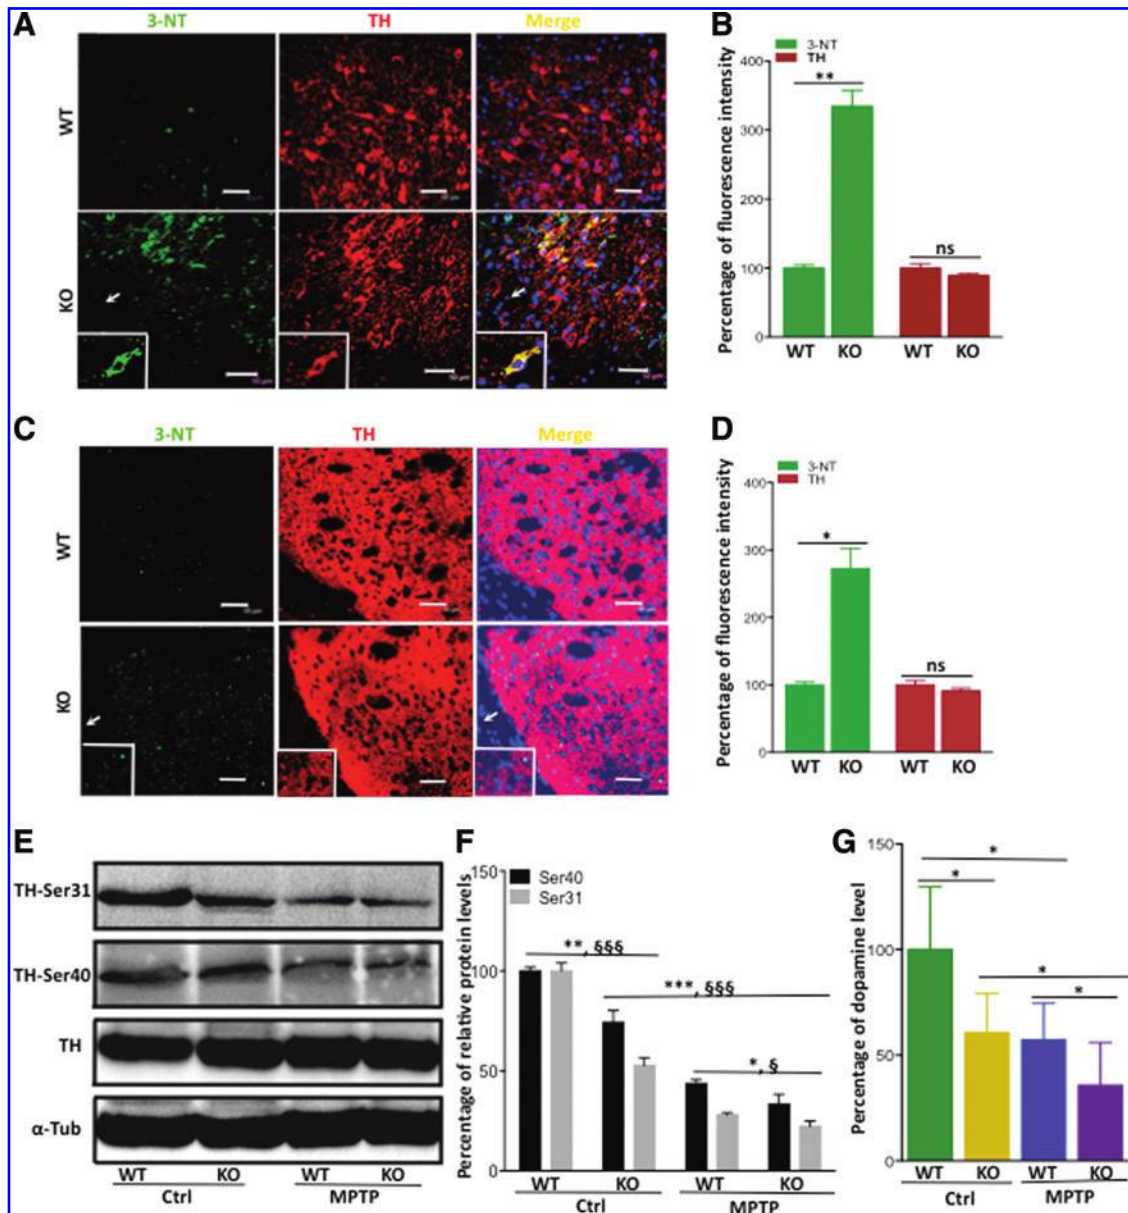 A
3-NT TH Merge
WT
KO
B
3-NT
TH
Percentage of fluorescence intensity
400
300
200
100
0
**
ns
WT KO WT KO
C
3-NT TH Merge
WT
KO
D
3-NT
TH
Percentage of fluorescence intensity
400
300
200
100
0
*
ns
WT KO WT KO
E
TH-Ser31
TH-Ser40
TH
α-Tub
WT KO WT KO
Ctrl MPTP
F
Percentage of relative protein levels
150
100
50
0
Ser40
Ser31
**, §§§
***, §§§
*, §
WT KO WT KO
Ctrl MPTP
G
Percentage of dopamine level
150
100
50
0
*
*
*
*
WT KO WT KO
Ctrl MPTP